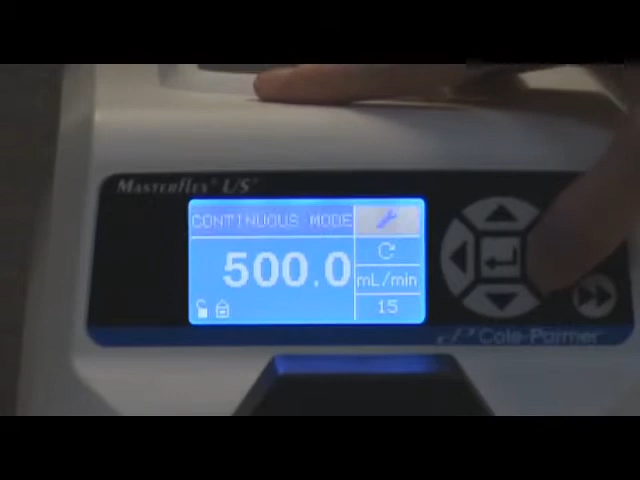 MASTERFLEX® L/S®
CONTINUOUS MODE
500.0
mL/min
15
Cole-Parmer